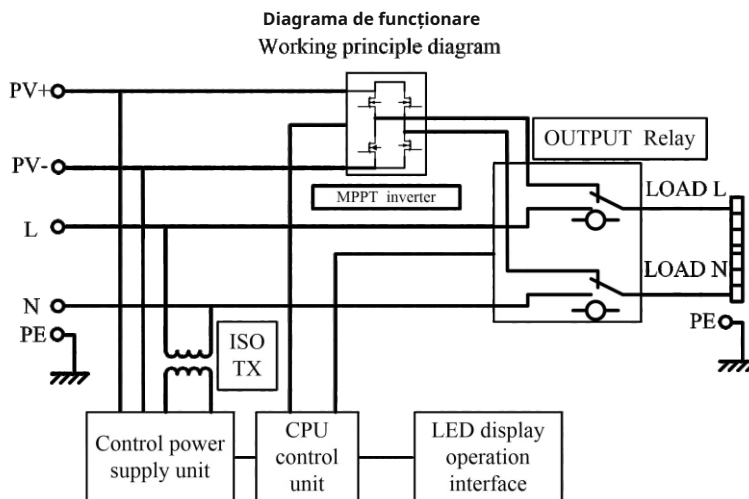 Diagrama de funcționare
Working principle diagram
PV+
PV-
OUTPUT Relay
MPPT inverter
LOAD L
L
LOAD N
N
PE
PE
ISO
TX
Control power
supply unit
CPU
control
unit
LED display
operation
interface